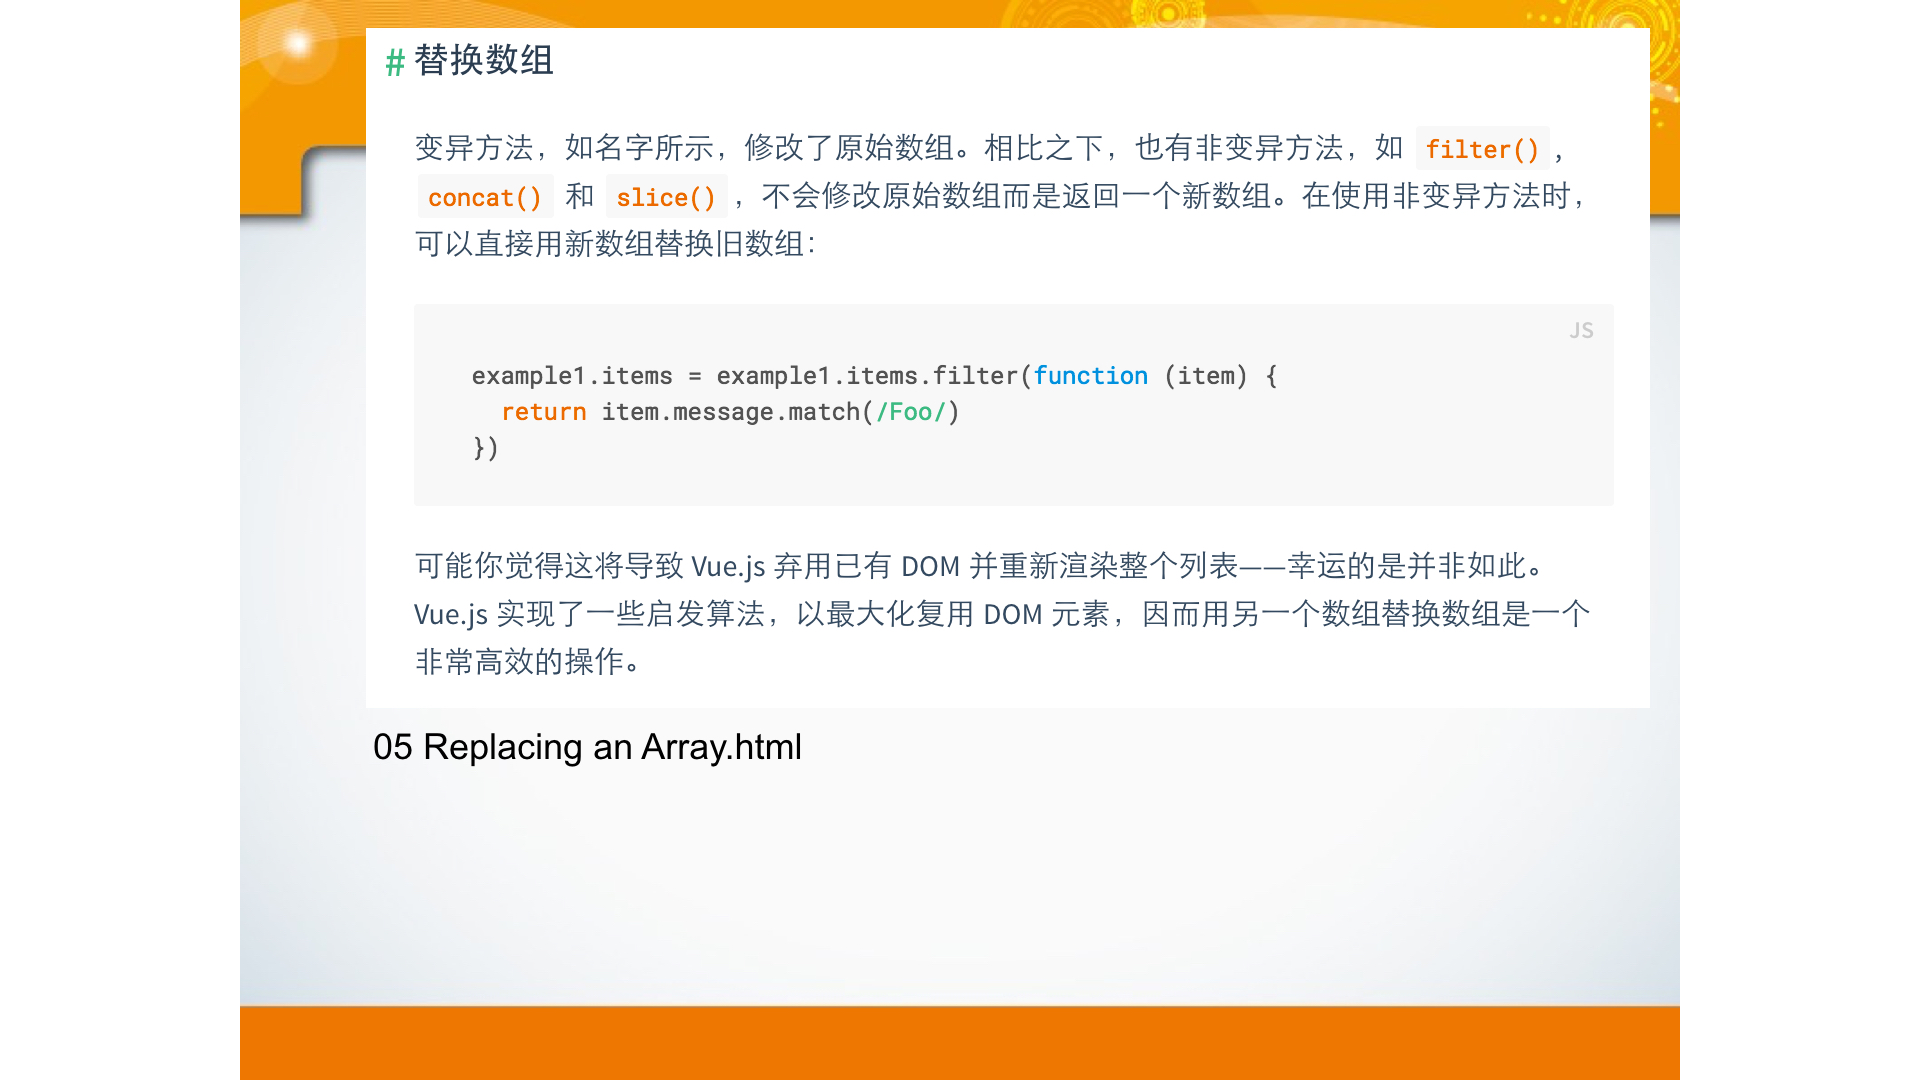 # 替换数组
变异方法，如名字所示，修改了原始数组。相比之下，也有非变异方法，如 filter() ,
concat() 和 slice() ，不会修改原始数组而是返回一个新数组。在使用非变异方法时，
可以直接用新数组替换旧数组：
JS
example1.items = example1.items.filter(function (item) {
  return item.message.match(/Foo/)
})
可能你觉得这将导致 Vue.js 弃用已有 DOM 并重新渲染整个列表——幸运的是并非如此。
Vue.js 实现了一些启发算法，以最大化复用 DOM 元素，因而用另一个数组替换数组是一个
非常高效的操作。
05 Replacing an Array.html